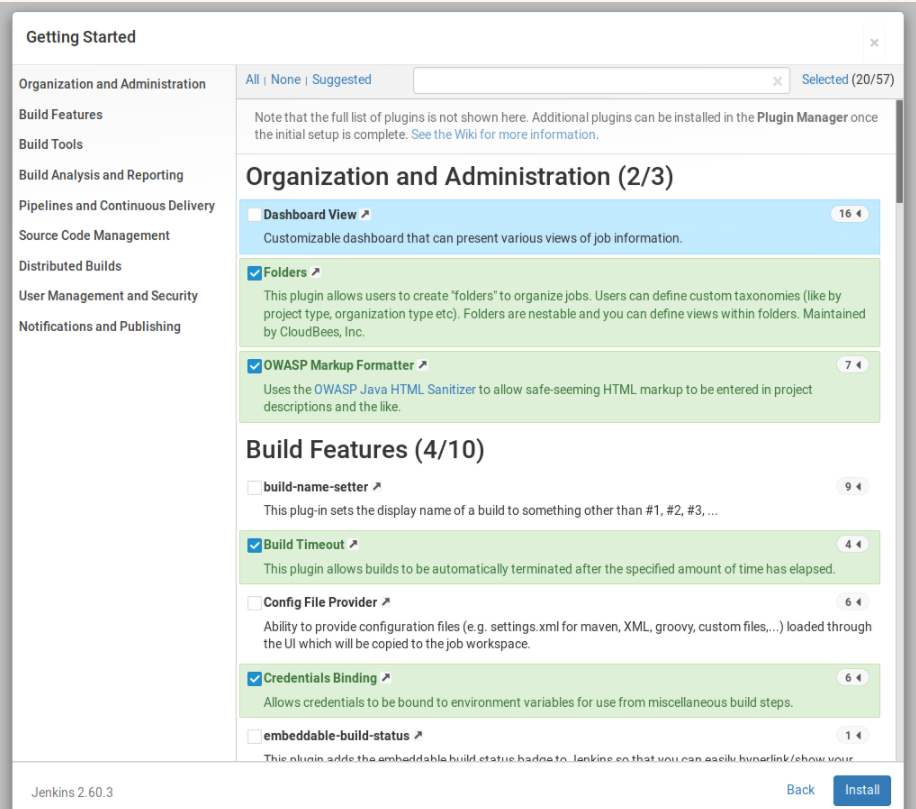 Getting Started
×
Organization and Administration
Build Features
Build Tools
Build Analysis and Reporting
Pipelines and Continuous Delivery
Source Code Management
Distributed Builds
User Management and Security
Notifications and Publishing
All | None | Suggested
×
Selected (20/57)
Note that the full list of plugins is not shown here. Additional plugins can be installed in the Plugin Manager once
the initial setup is complete. See the Wiki for more information.
Organization and Administration (2/3)
Dashboard View
16
Customizable dashboard that can present various views of job information.
Folders
This plugin allows users to create "folders" to organize jobs. Users can define custom taxonomies (like by
project type, organization type etc). Folders are nestable and you can define views within folders. Maintained
by CloudBees, Inc.
OWASP Markup Formatter
7
Uses the OWASP Java HTML Sanitizer to allow safe-seeming HTML markup to be entered in project
descriptions and the like.
Build Features (4/10)
build-name-setter
9
This plug-in sets the display name of a build to something other than #1, #2, #3, ...
Build Timeout
4
This plugin allows builds to be automatically terminated after the specified amount of time has elapsed.
Config File Provider
6
Ability to provide configuration files (e.g. settings.xml for maven, XML, groovy, custom files,...) loaded through
the UI which will be copied to the job workspace.
Credentials Binding
6
Allows credentials to be bound to environment variables for use from miscellaneous build steps.
embeddable-build-status
1
This plugin adds the embeddable build status badge to Jenkins so that you can easily hyperlink/show your
Jenkins 2.60.3
Back
Install